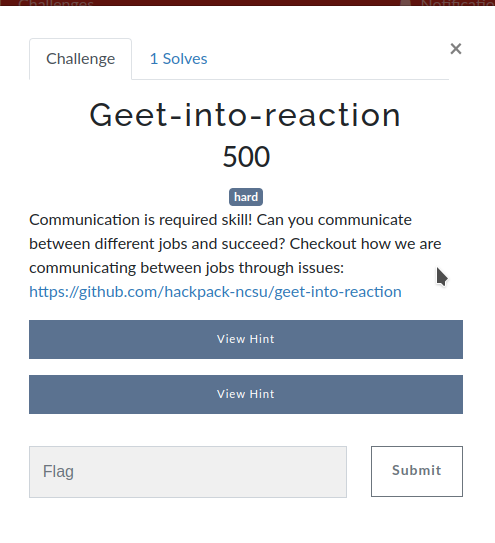 Challenges
Notificatio
Challenge
1 Solves
×
Geet-into-reaction
500
hard
Communication is required skill! Can you communicate
between different jobs and succeed? Checkout how we are
communicating between jobs through issues:
https://github.com/hackpack-ncsu/geet-into-reaction
View Hint
View Hint
Flag
Submit